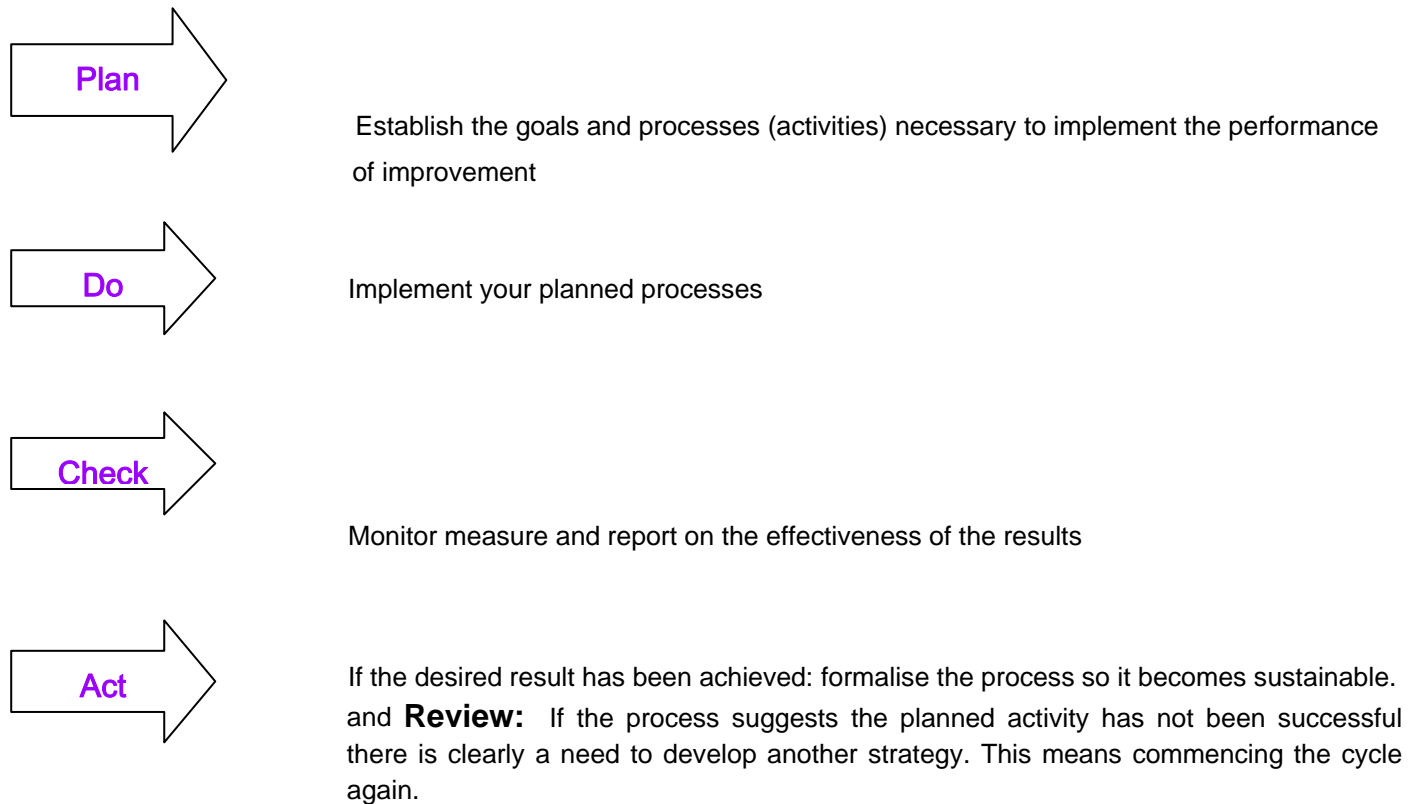 Plan
Establish the goals and processes (activities) necessary to implement the performance
of improvement
Do
Implement your planned processes
Check
Monitor measure and report on the effectiveness of the results
Act
If the desired result has been achieved: formalise the process so it becomes sustainable.
and Review: If the process suggests the planned activity has not been successful
there is clearly a need to develop another strategy. This means commencing the cycle
again.